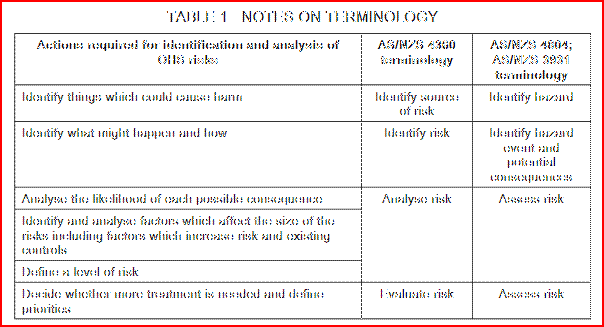 TABLE 1 NOTES ON TERMINOLOGY
Actions required for identification and analysis of
OHS risks
AS/NZS 4360
terminology
AS/NZS 4804;
AS/NZS 3931
terminology
Identify things which could cause harm
Identify source
of risk
Identify hazard
Identify what might happen and how
Identify risk
Identify hazard
event and
potential
consequences
Analyse the likelihood of each possible consequence
Analyse risk
Assess risk
Identify and analyse factors which affect the size of the
risks including factors which increase risk and existing
controls
Define a level of risk
Decide whether more treatment is needed and define
priorities
Evaluate risk
Assess risk